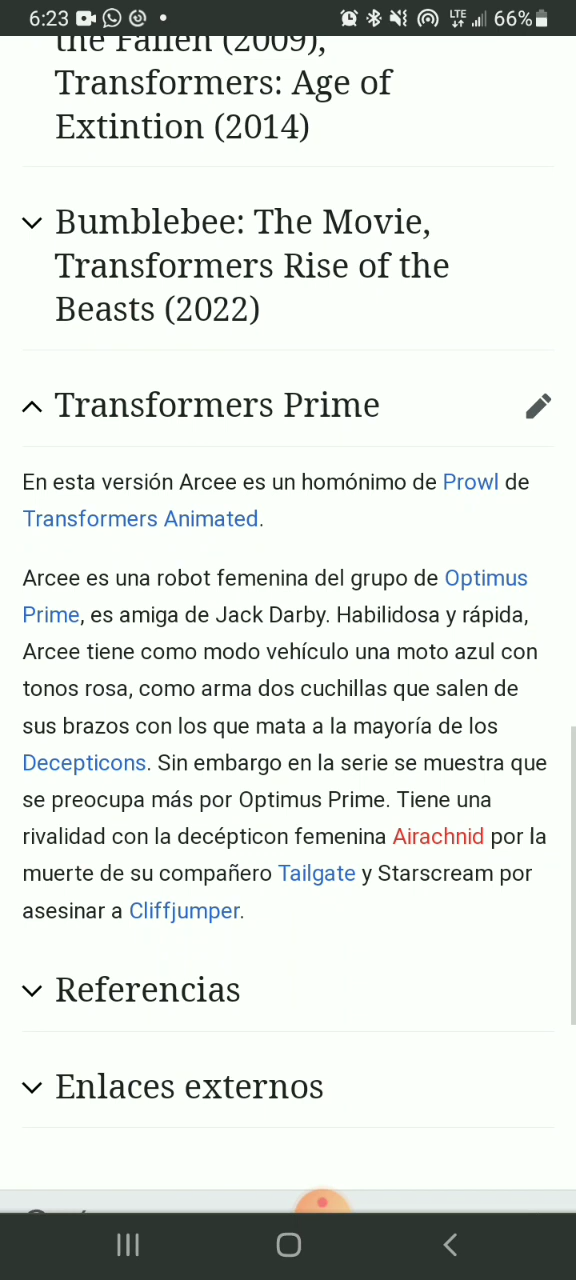 6:23
LTE
66%
the Fallen (2009),
Transformers: Age of
Extintion (2014)
Bumblebee: The Movie,
Transformers Rise of the
Beasts (2022)
Transformers Prime
En esta versión Arcee es un homónimo de Prowl de
Transformers Animated.
Arcee es una robot femenina del grupo de Optimus
Prime, es amiga de Jack Darby. Habilidosa y rápida,
Arcee tiene como modo vehículo una moto azul con
tonos rosa, como arma dos cuchillas que salen de
sus brazos con los que mata a la mayoría de los
Decepticons. Sin embargo en la serie se muestra que
se preocupa más por Optimus Prime. Tiene una
rivalidad con la decépticon femenina Airachnid por la
muerte de su compañero Tailgate y Starscream por
asesinar a Cliffjumper.
Referencias
Enlaces externos